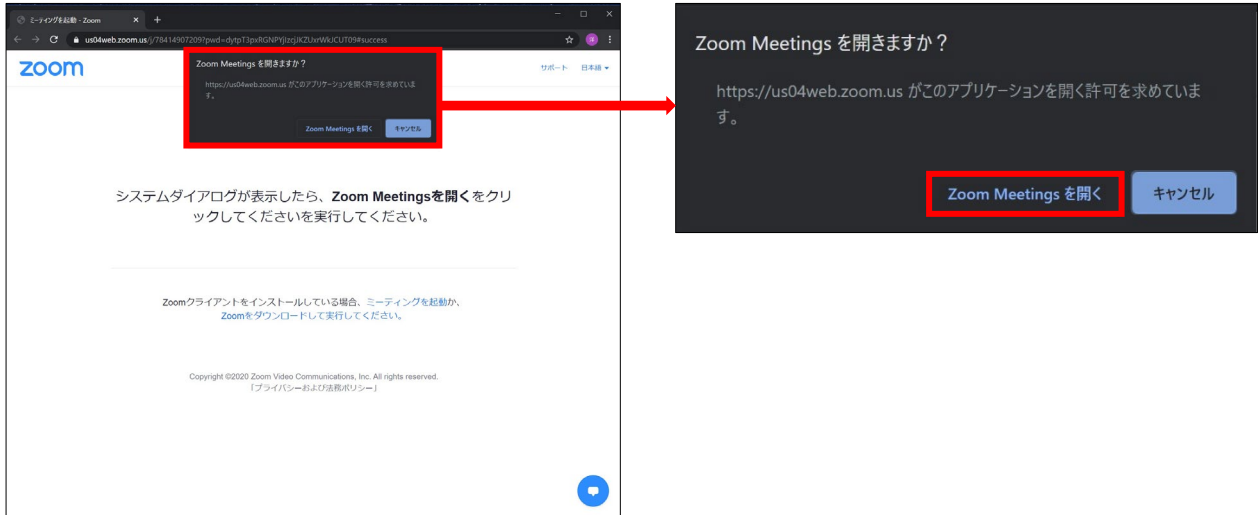 ミーティングを起動 - Zoom
us04web.zoom.us/j/78414907209?pwd=dytpT3pxRGNPYjIzcjJKZUxrWkJCUT09#success
zoom
サポート 日本語
Zoom Meetings を開きますか？
https://us04web.zoom.us がこのアプリケーションを開く許可を求めていま
す。
Zoom Meetings を開く キャンセル
システムダイアログが表示したら、Zoom Meetingsを開くをクリ
ックしてくださいを実行してください。
Zoomクライアントをインストールしている場合、ミーティングを起動か、
Zoomをダウンロードして実行してください。
Copyright ©2020 Zoom Video Communications, Inc. All rights reserved.
「プライバシーおよび法務ポリシー」
Zoom Meetings を開きますか？
https://us04web.zoom.us がこのアプリケーションを開く許可を求めていま
す。
Zoom Meetings を開く キャンセル